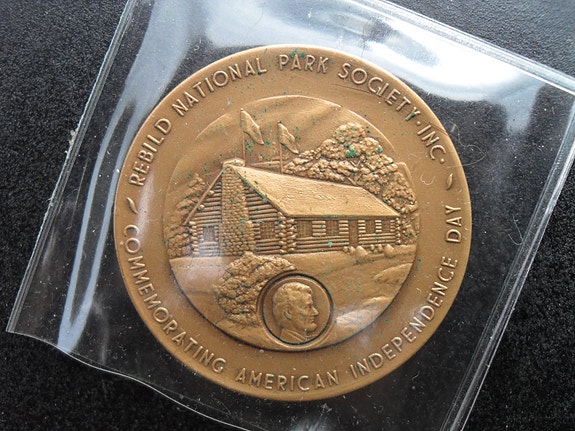 REBILD NATIONAL PARK SOCIETY · INC ·
COMMEMORATING AMERICAN INDEPENDENCE DAY